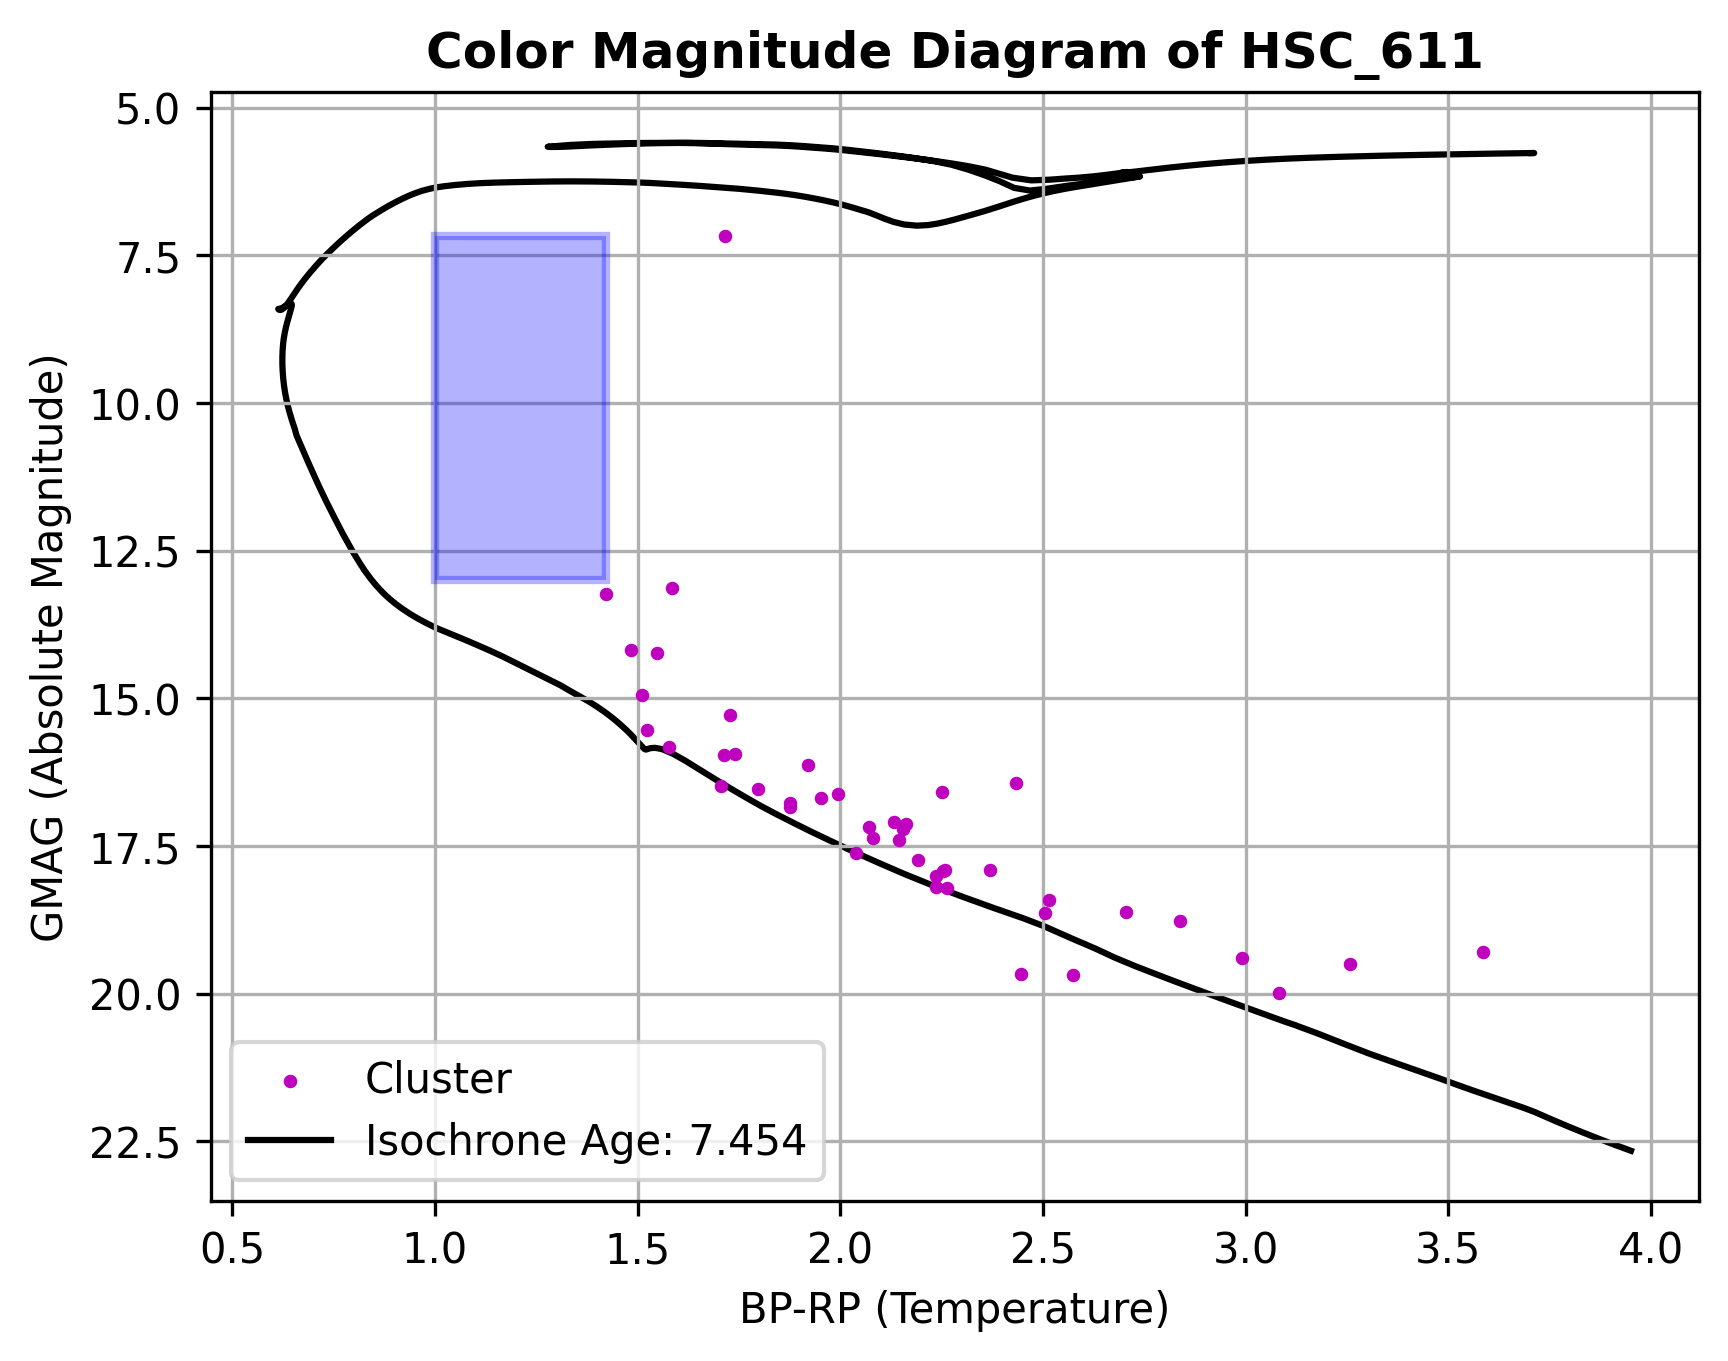 Color Magnitude Diagram of HSC_611
GMAG (Absolute Magnitude)
5.0
7.5
10.0
12.5
15.0
17.5
20.0
22.5
Cluster
Isochrone Age: 7.454
0.5 1.0 1.5 2.0 2.5 3.0 3.5 4.0
BP-RP (Temperature)